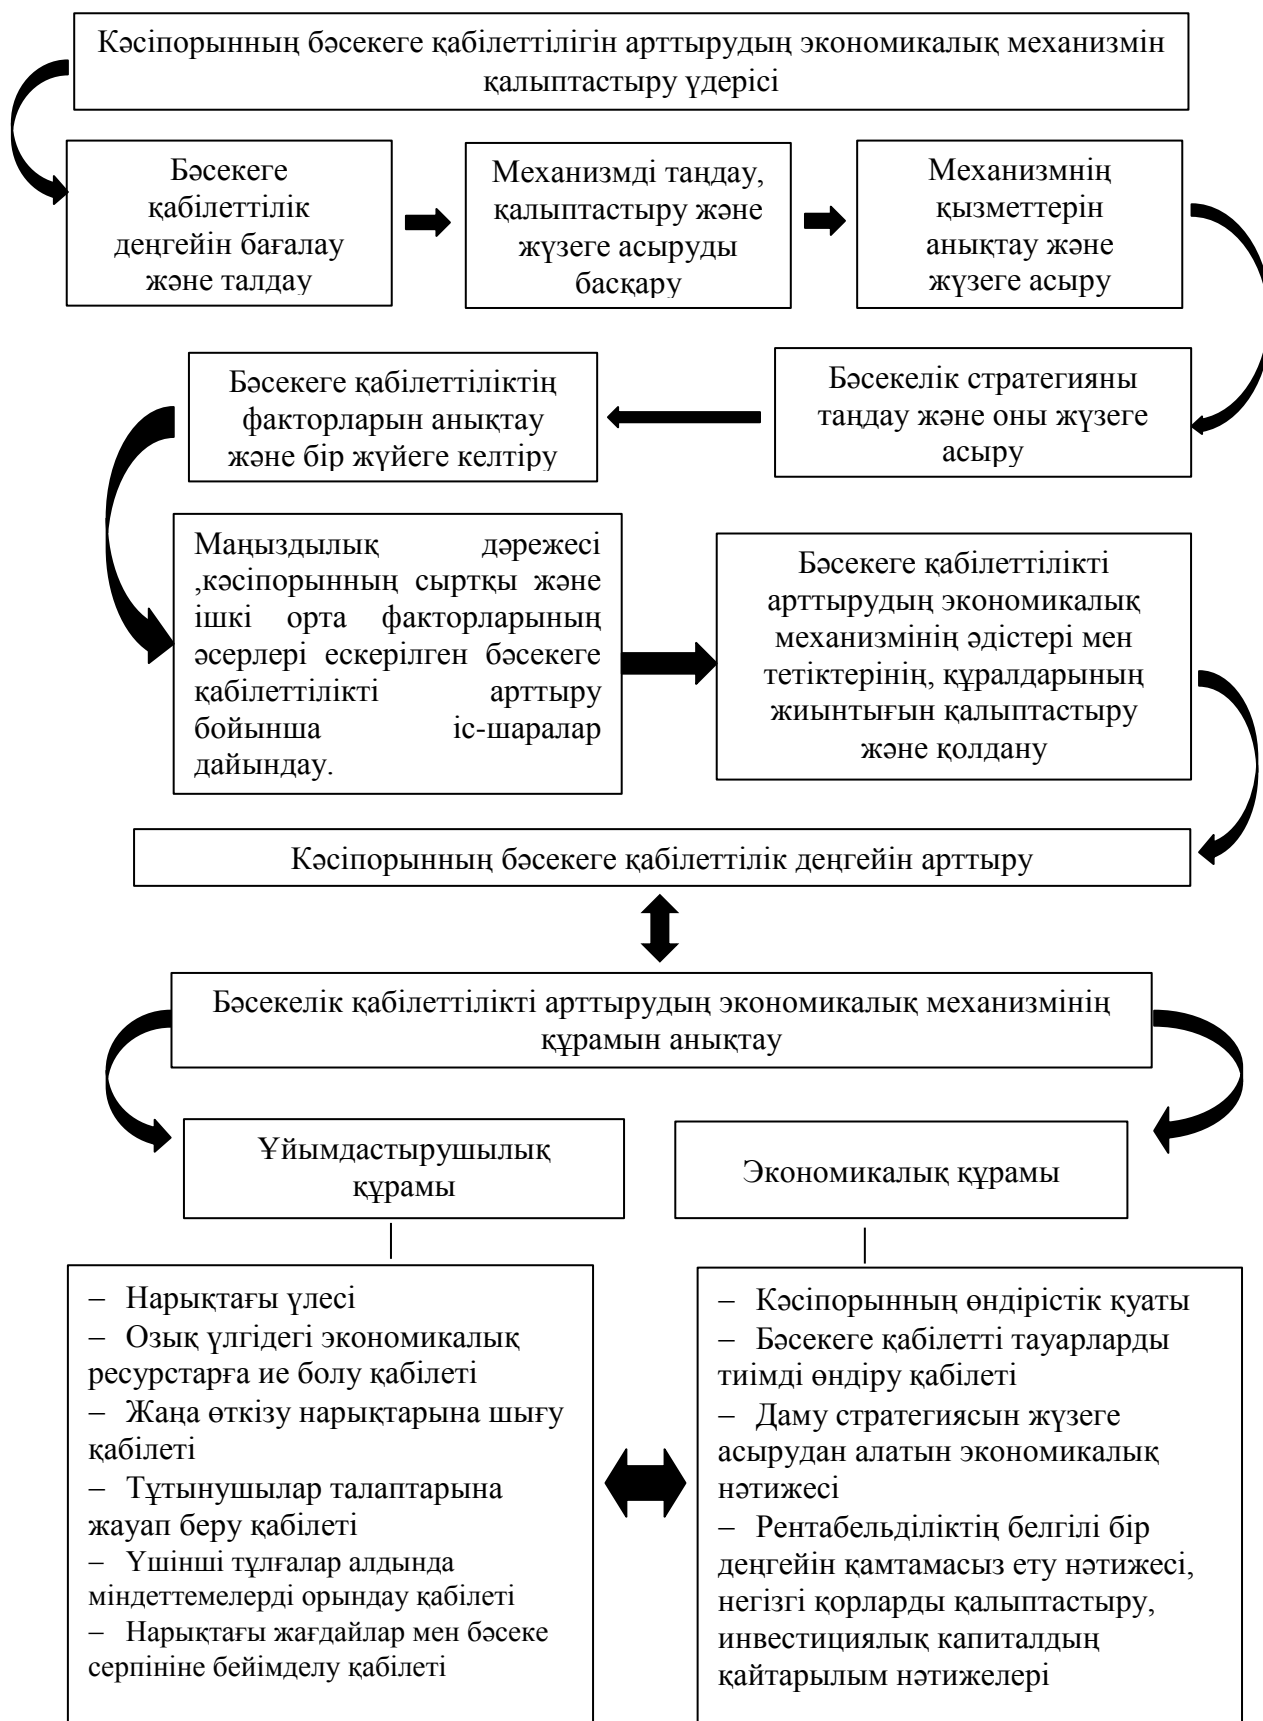 Кәсіпорынның бәсекеге қабілеттілігін арттырудың экономикалық механизмін
қалыптастыру үдерісі
Бәсекеге
қабілеттілік
деңгейін бағалау
және талдау
Механизмді таңдау,
қалыптастыру және
жүзеге асыруды
басқару
Механизмнің
қызметтерін
анықтау және
жүзеге асыру
Бәсекелік стратегияны
таңдау және оны жүзеге
асыру
Бәсекеге қабілеттіліктің
факторларын анықтау
және бір жүйеге келтіру
Маңыздылық дәрежесі
,кәсіпорынның сыртқы және
ішкі орта факторларының
әсерлері ескерілген бәсекеге
қабілеттілікті арттыру
бойынша іс-шаралар
дайындау.
Бәсекеге қабілеттілікті
арттырудың экономикалық
механизмінің әдістері мен
тетіктерінің, құралдарының
жиынтығын қалыптастыру
және қолдану
Кәсіпорынның бәсекеге қабілеттілік деңгейін арттыру
Бәсекелік қабілеттілікті арттырудың экономикалық механизмінің
құрамын анықтау
Ұйымдастырушылық
құрамы
Экономикалық құрамы
– Нарықтағы үлесі
– Озық үлгідегі экономикалық
ресурстарға ие болу қабілеті
– Жаңа өткізу нарықтарына шығу
қабілеті
– Тұтынушылар талаптарына
жауап беру қабілеті
– Үшінші тұлғалар алдында
міндеттемелерді орындау қабілеті
– Нарықтағы жағдайлар мен бәсеке
серпініне бейімделу қабілеті
– Кәсіпорынның өндірістік қуаты
– Бәсекеге қабілетті тауарларды
тиімді өндіру қабілеті
– Даму стратегиясын жүзеге
асырудан алатын экономикалық
нәтижесі
– Рентабельділіктің белгілі бір
деңгейін қамтамасыз ету нәтижесі,
негізгі қорларды қалыптастыру,
инвестициялық капиталдың
қайтарылым нәтижелері